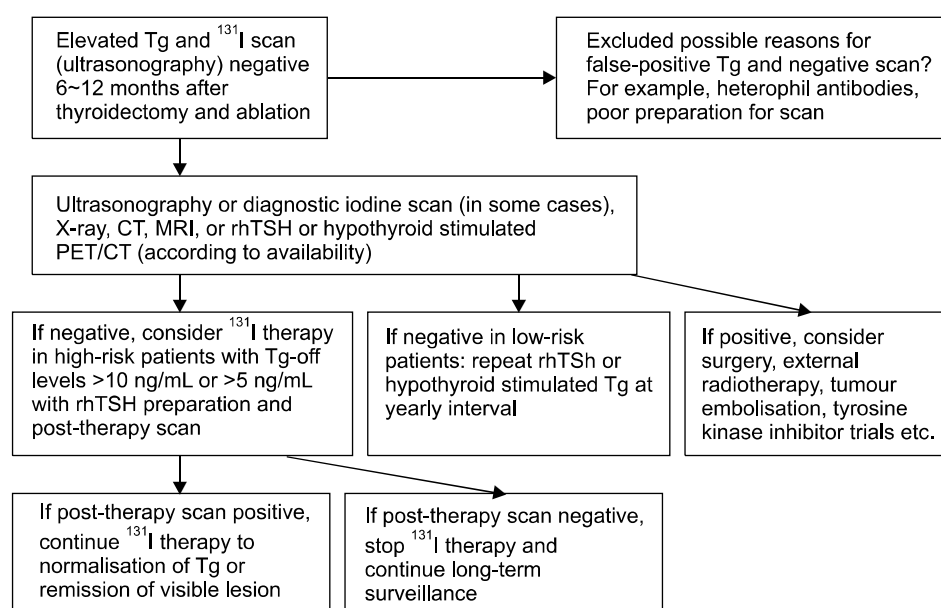 Elevated Tg and ¹³¹I scan
(ultrasonography) negative
6~12 months after
thyroidectomy and ablation
Excluded possible reasons for
false-positive Tg and negative scan?
For example, heterophil antibodies,
poor preparation for scan
Ultrasonography or diagnostic iodine scan (in some cases),
X-ray, CT, MRI, or rhTSH or hypothyroid stimulated
PET/CT (according to availability)
If negative, consider ¹³¹I therapy
in high-risk patients with Tg-off
levels >10 ng/mL or >5 ng/mL
with rhTSH preparation and
post-therapy scan
If negative in low-risk
patients: repeat rhTSh or
hypothyroid stimulated Tg at
yearly interval
If positive, consider
surgery, external
radiotherapy, tumour
embolisation, tyrosine
kinase inhibitor trials etc.
If post-therapy scan positive,
continue ¹³¹I therapy to
normalisation of Tg or
remission of visible lesion
If post-therapy scan negative,
stop ¹³¹I therapy and
continue long-term
surveillance